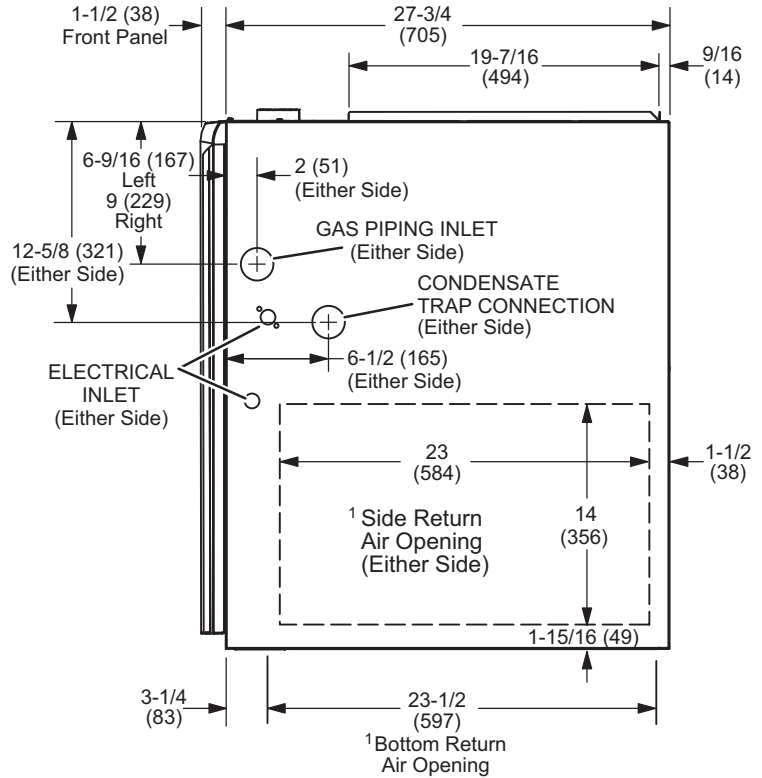 1-1/2 (38)
Front Panel
27-3/4
(705)
19-7/16
(494)
9/16
(14)
6-9/16 (167)
Left
9 (229)
Right
2 (51)
(Either Side)
GAS PIPING INLET
(Either Side)
12-5/8 (321)
(Either Side)
CONDENSATE
TRAP CONNECTION
(Either Side)
6-1/2 (165)
(Either Side)
ELECTRICAL
INLET
(Either Side)
23
(584)
1-1/2
(38)
14
(356)
1 Side Return
Air Opening
(Either Side)
1-15/16 (49)
3-1/4
(83)
23-1/2
(597)
1 Bottom Return
Air Opening